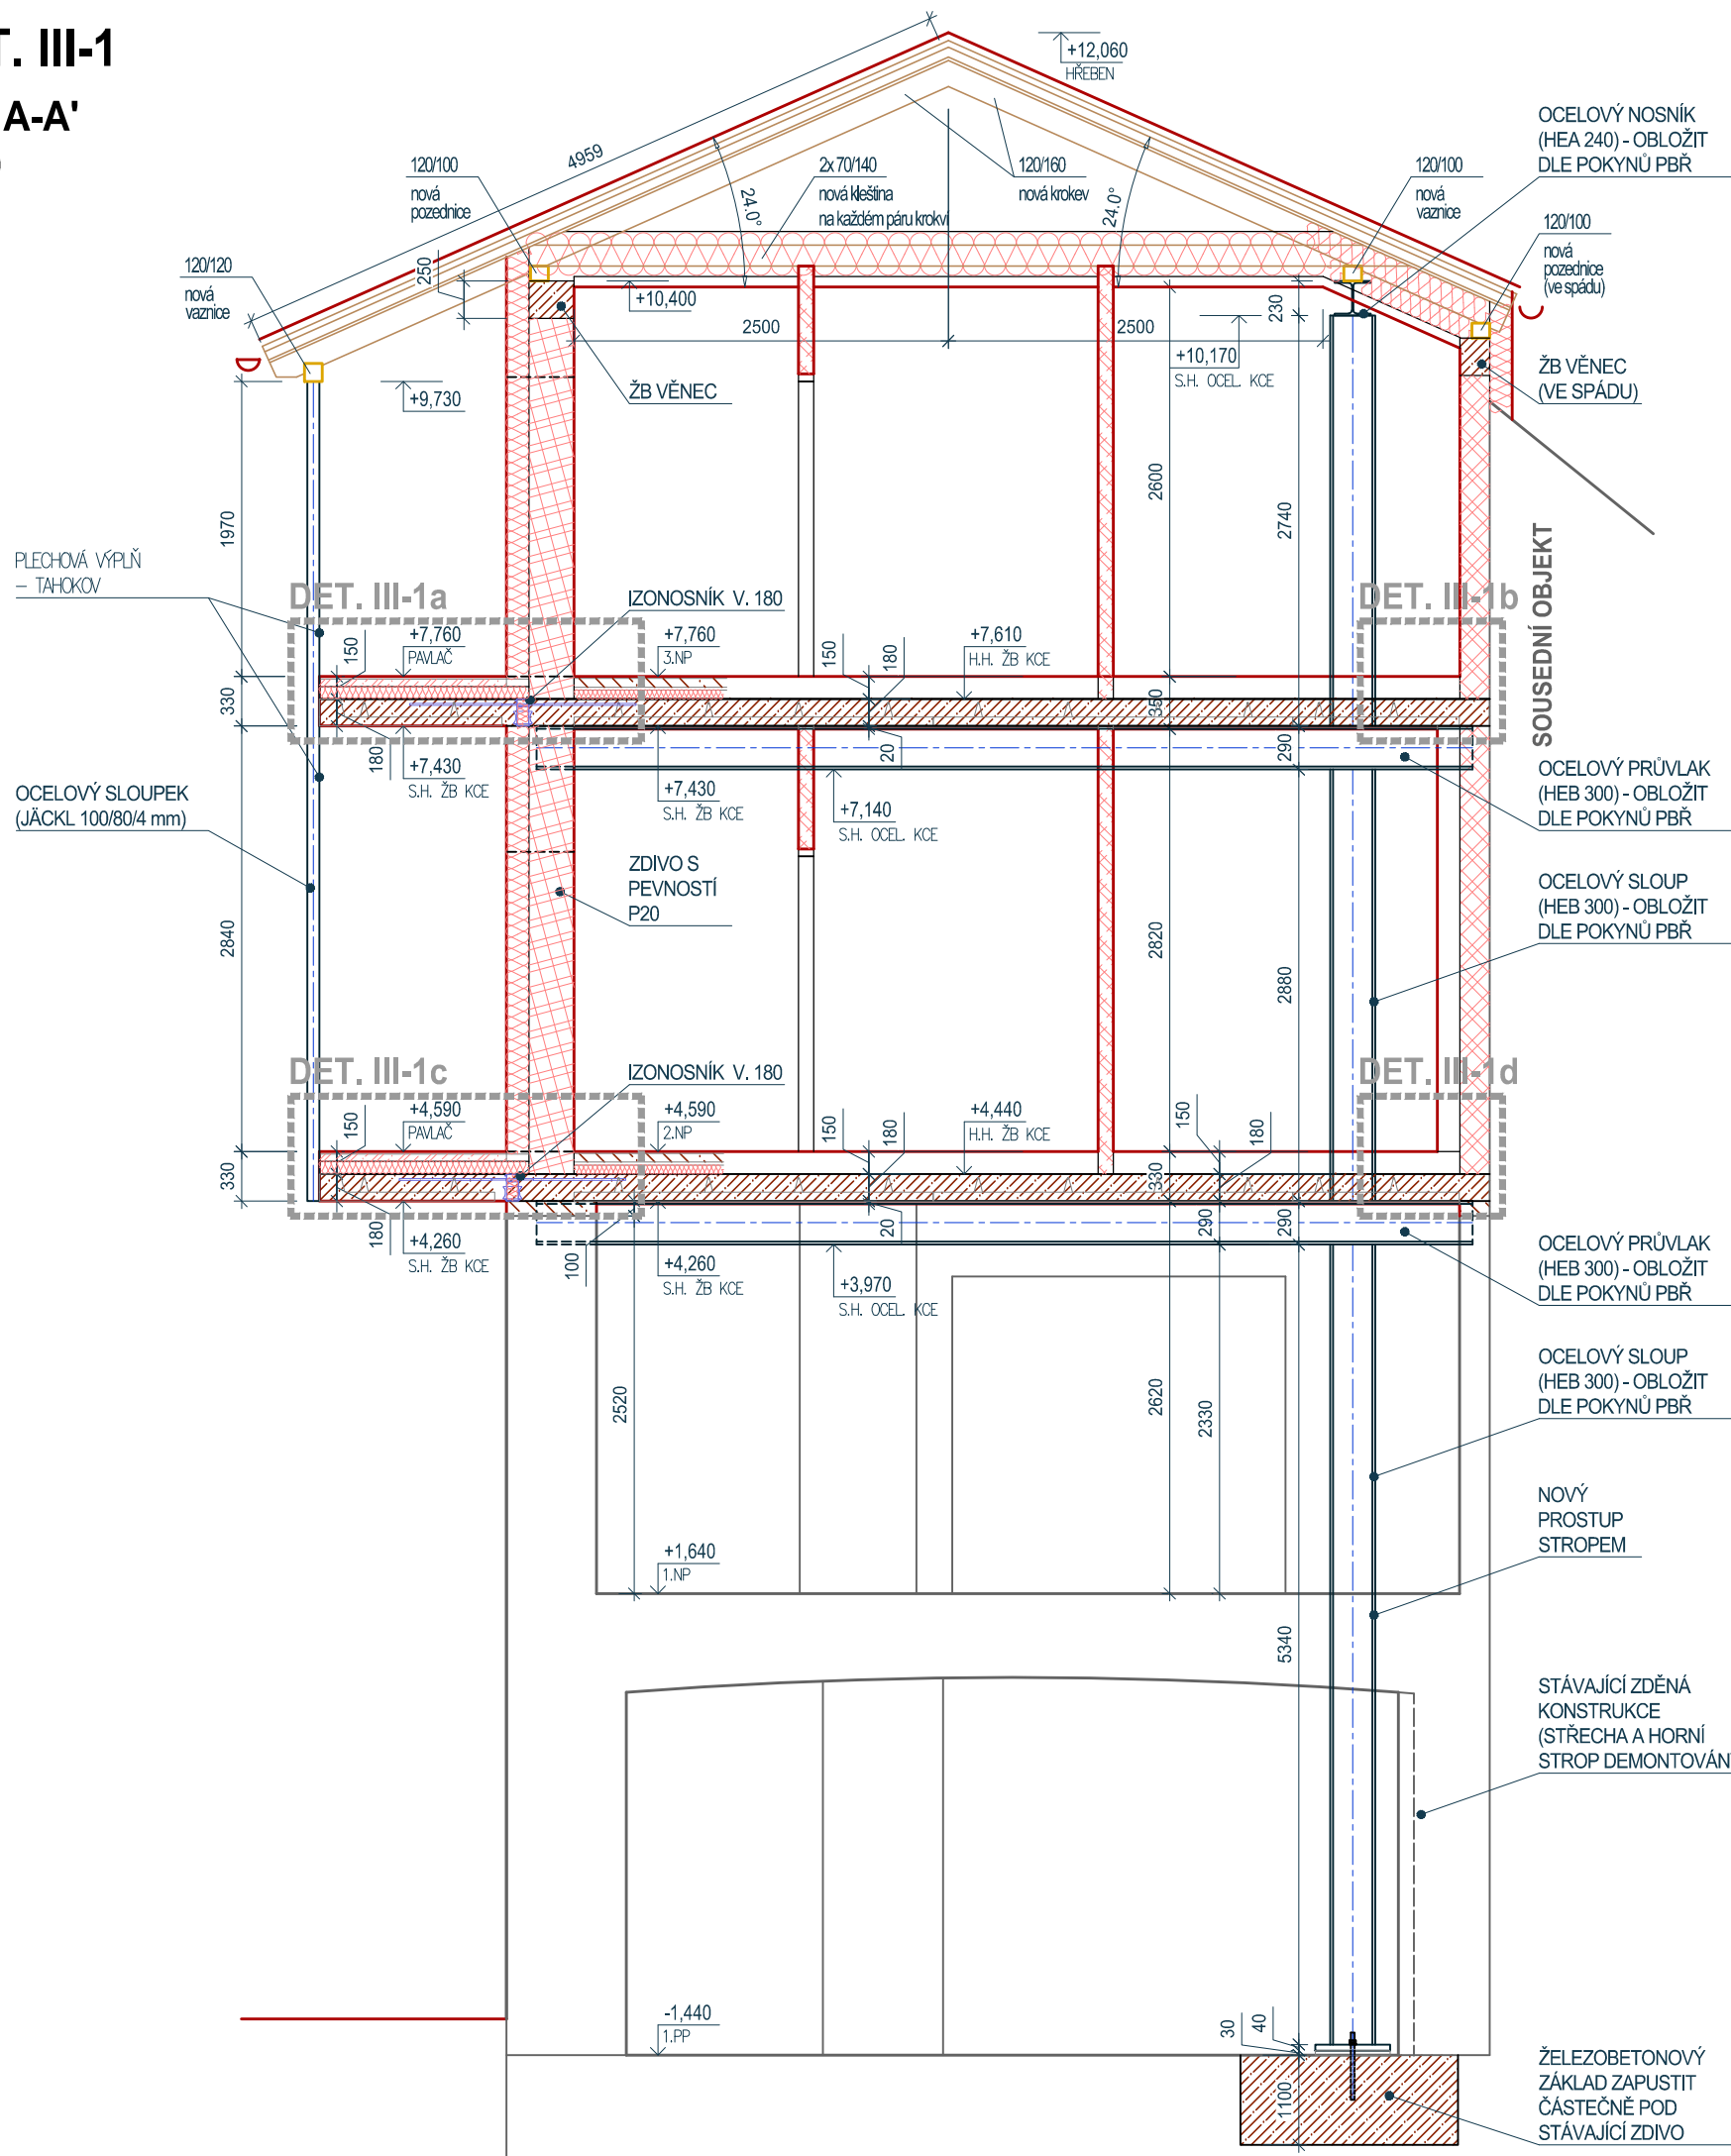 T. III-1
A-A'
+12,060
HŘEBEN
4959
OCELOVÝ NOSNÍK
(HEA 240) - OBLOŽIT
DLE POKYNŮ PBŘ
120/100
nová
pozednice
2x 70/140
nová kleština
na každém páru krokví
120/160
nová krokev
24.0°
24.0°
120/100
nová
vaznice
120/100
nová
pozednice
(ve spádu)
120/120
nová
vaznice
250
+10,400
2500
2500
230
+10,170
S.H. OCEL. KCE
+9,730
ŽB VĚNEC
ŽB VĚNEC
(VE SPÁDU)
1970
2600
2740
SOUSEDNÍ OBJEKT
PLECHOVÁ VÝPLŇ
– TAHOKOV
DET. III-1a
IZONOSNÍK V. 180
DET. III-1b
150
+7,760
PAVLAČ
+7,760
3.NP
150
180
+7,610
H.H. ŽB KCE
330
350
180
+7,430
S.H. ŽB KCE
+7,430
S.H. ŽB KCE
20
290
+7,140
S.H. OCEL. KCE
OCELOVÝ PRŮVLAK
(HEB 300) - OBLOŽIT
DLE POKYNŮ PBŘ
OCELOVÝ SLOUPEK
(JÄCKL 100/80/4 mm)
ZDIVO S
PEVNOSTÍ
P20
OCELOVÝ SLOUP
(HEB 300) - OBLOŽIT
DLE POKYNŮ PBŘ
2840
2820
2880
DET. III-1c
IZONOSNÍK V. 180
DET. III-1d
150
+4,590
PAVLAČ
+4,590
2.NP
150
180
+4,440
H.H. ŽB KCE
150
180
330
330
180
+4,260
S.H. ŽB KCE
100
+4,260
S.H. ŽB KCE
20
290
290
+3,970
S.H. OCEL. KCE
OCELOVÝ PRŮVLAK
(HEB 300) - OBLOŽIT
DLE POKYNŮ PBŘ
OCELOVÝ SLOUP
(HEB 300) - OBLOŽIT
DLE POKYNŮ PBŘ
2520
2620
2330
NOVÝ
PROSTUP
STROPEM
+1,640
1.NP
5340
STÁVAJÍCÍ ZDĚNÁ
KONSTRUKCE
(STŘECHA A HORNÍ
STROP DEMONTOVÁN
-1,440
1.PP
30
40
1100
ŽELEZOBETONOVÝ
ZÁKLAD ZAPUSTIT
ČÁSTEČNĚ POD
STÁVAJÍCÍ ZDIVO